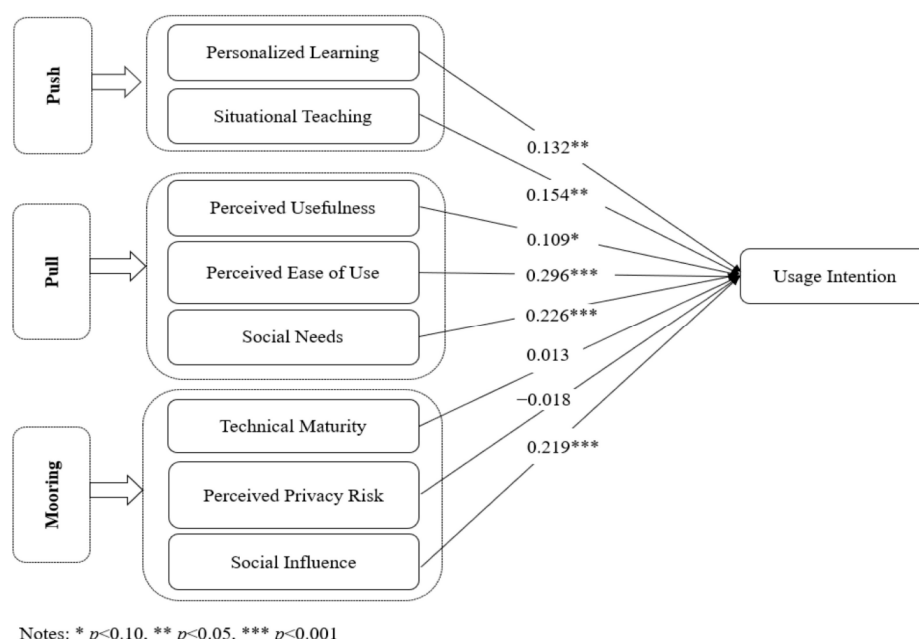 Push
Personalized Learning
Situational Teaching
Pull
Perceived Usefulness
Perceived Ease of Use
Social Needs
Mooring
Technical Maturity
Perceived Privacy Risk
Social Influence
0.132**
0.154**
0.109*
0.296***
0.226***
0.013
−0.018
0.219***
Usage Intention
Notes: * p<0.10, ** p<0.05, *** p<0.001